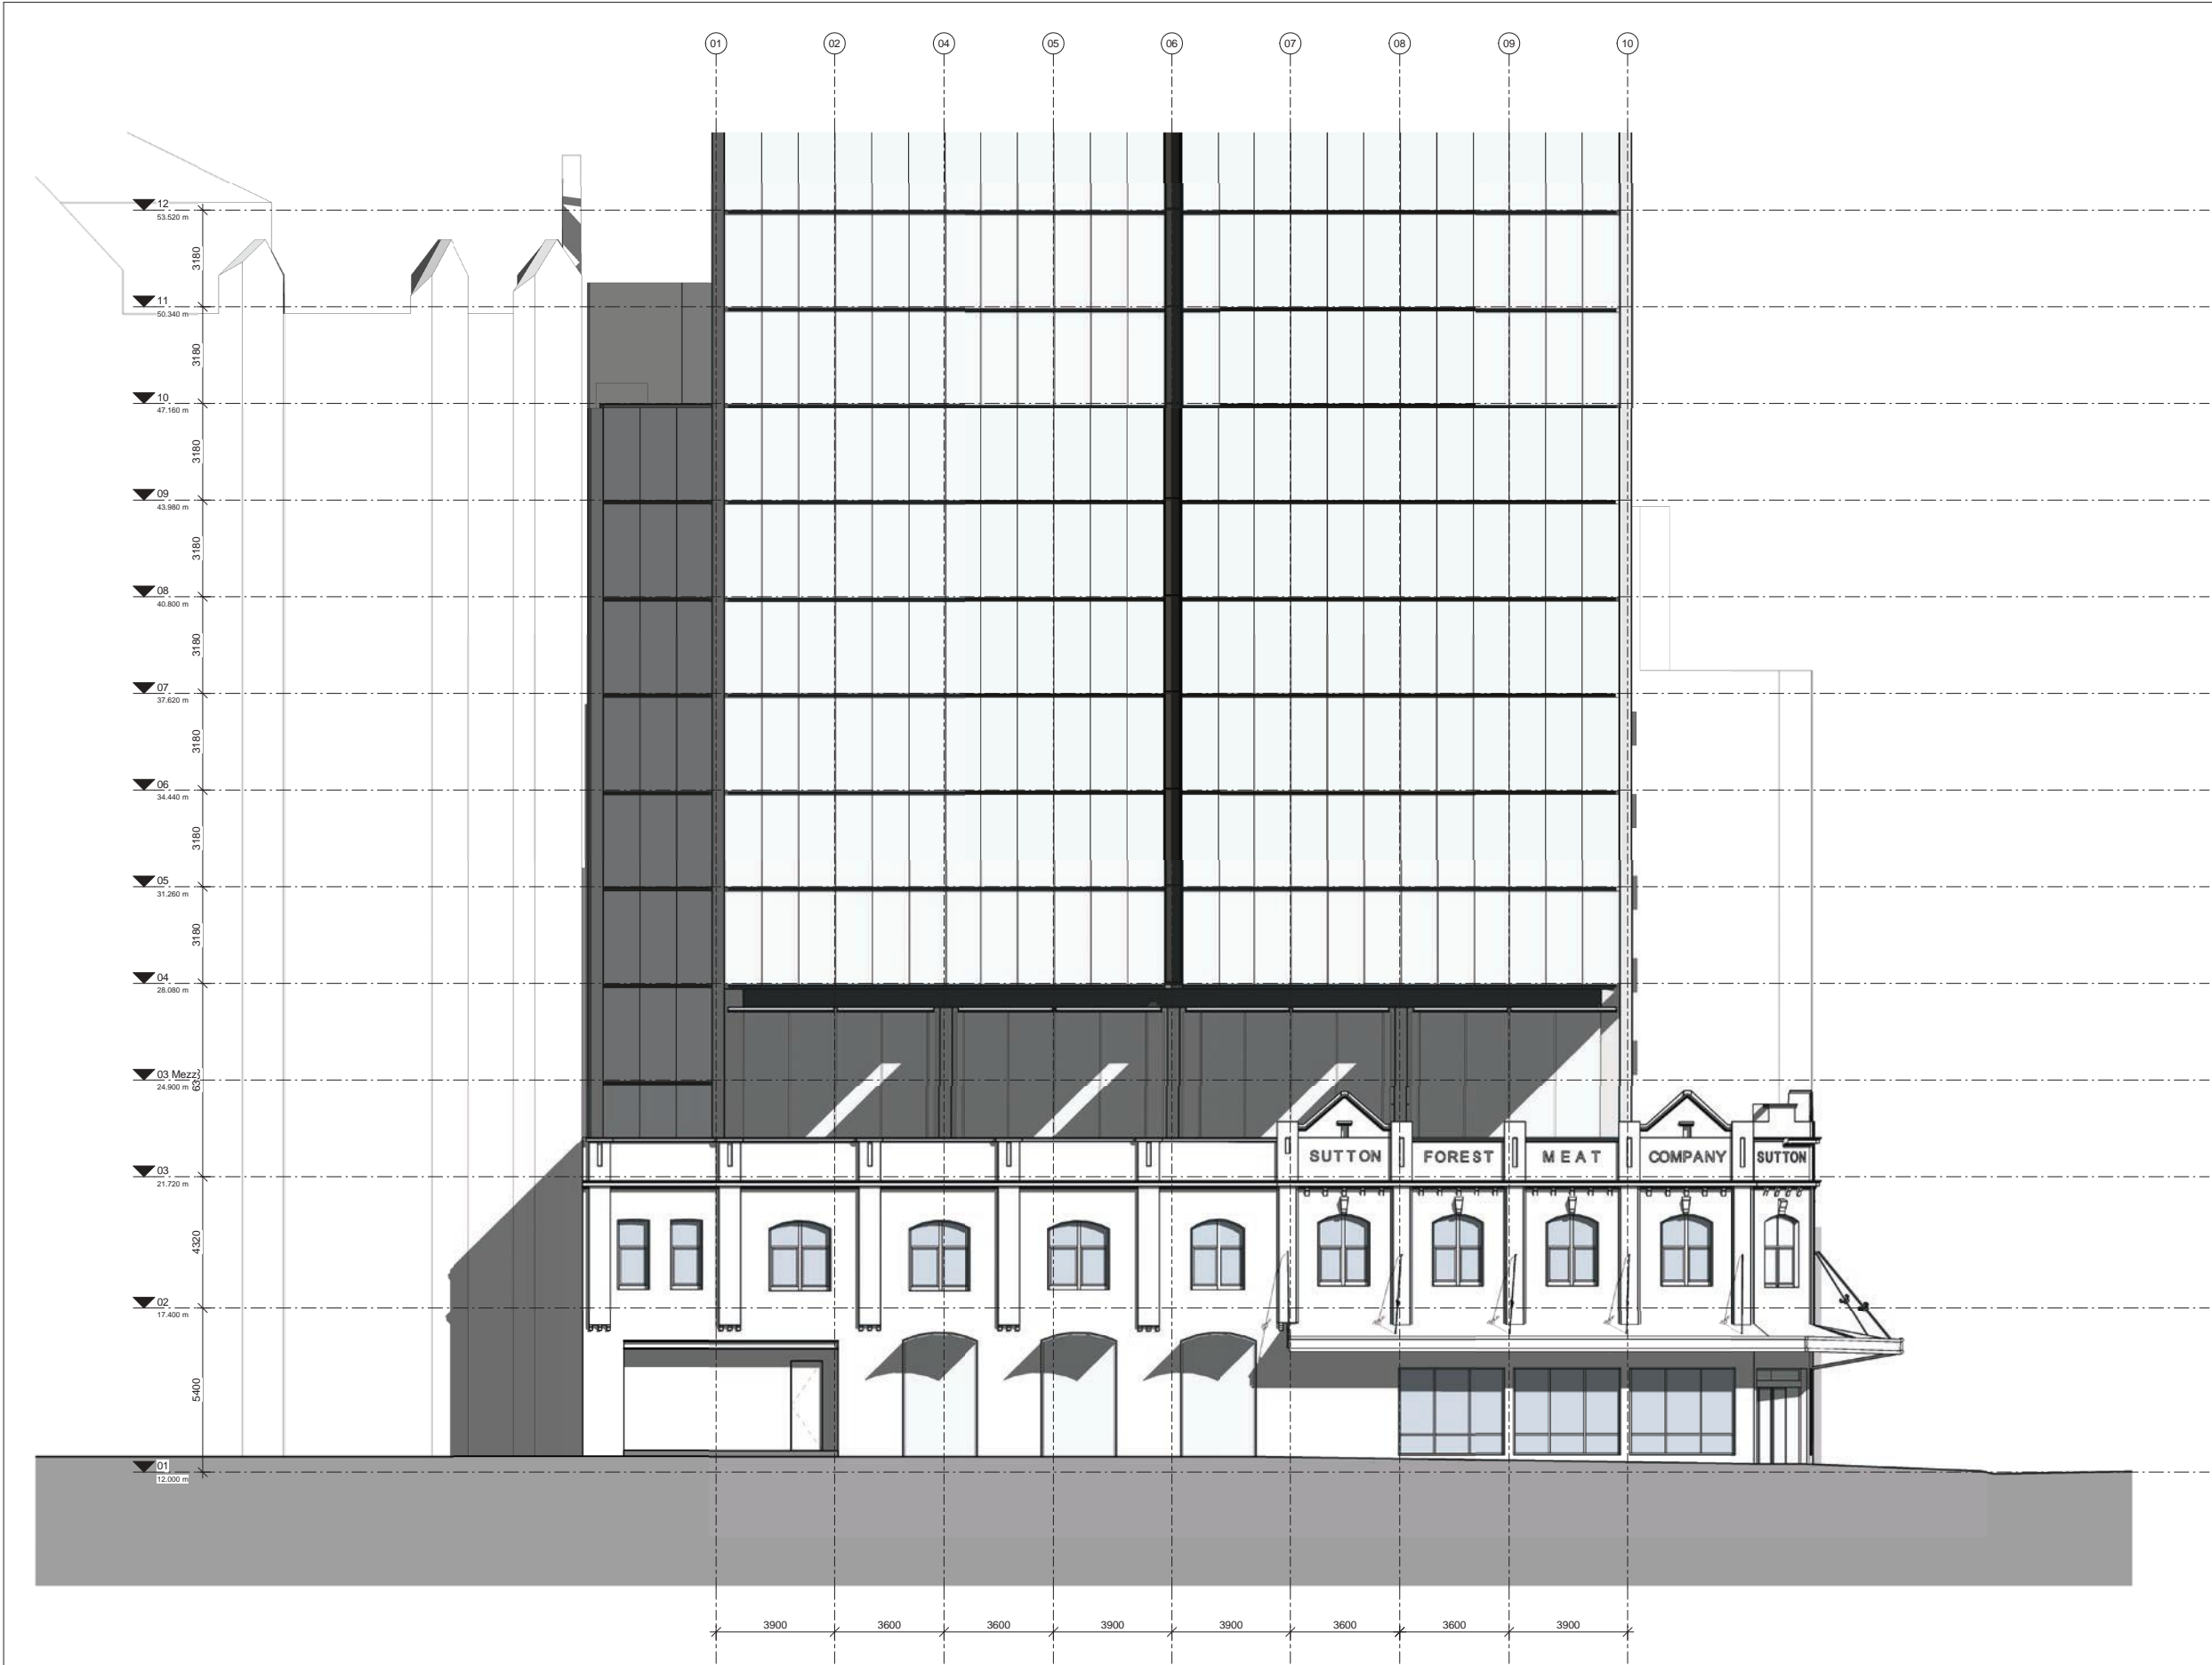 01 02 04 05 06 07 08 09 10
12
53.520 m
3180
11
50.340 m
3180
10
47.160 m
3180
09
43.980 m
3180
08
40.800 m
3180
07
37.620 m
3180
06
34.440 m
3180
05
31.260 m
3180
04
28.080 m
03 Mezz
24.900 m
SUTTON FOREST MEAT COMPANY SUTTON
03
21.720 m
4320
02
17.400 m
5400
01
12.000 m
3900 3600 3600 3900 3900 3600 3600 3900